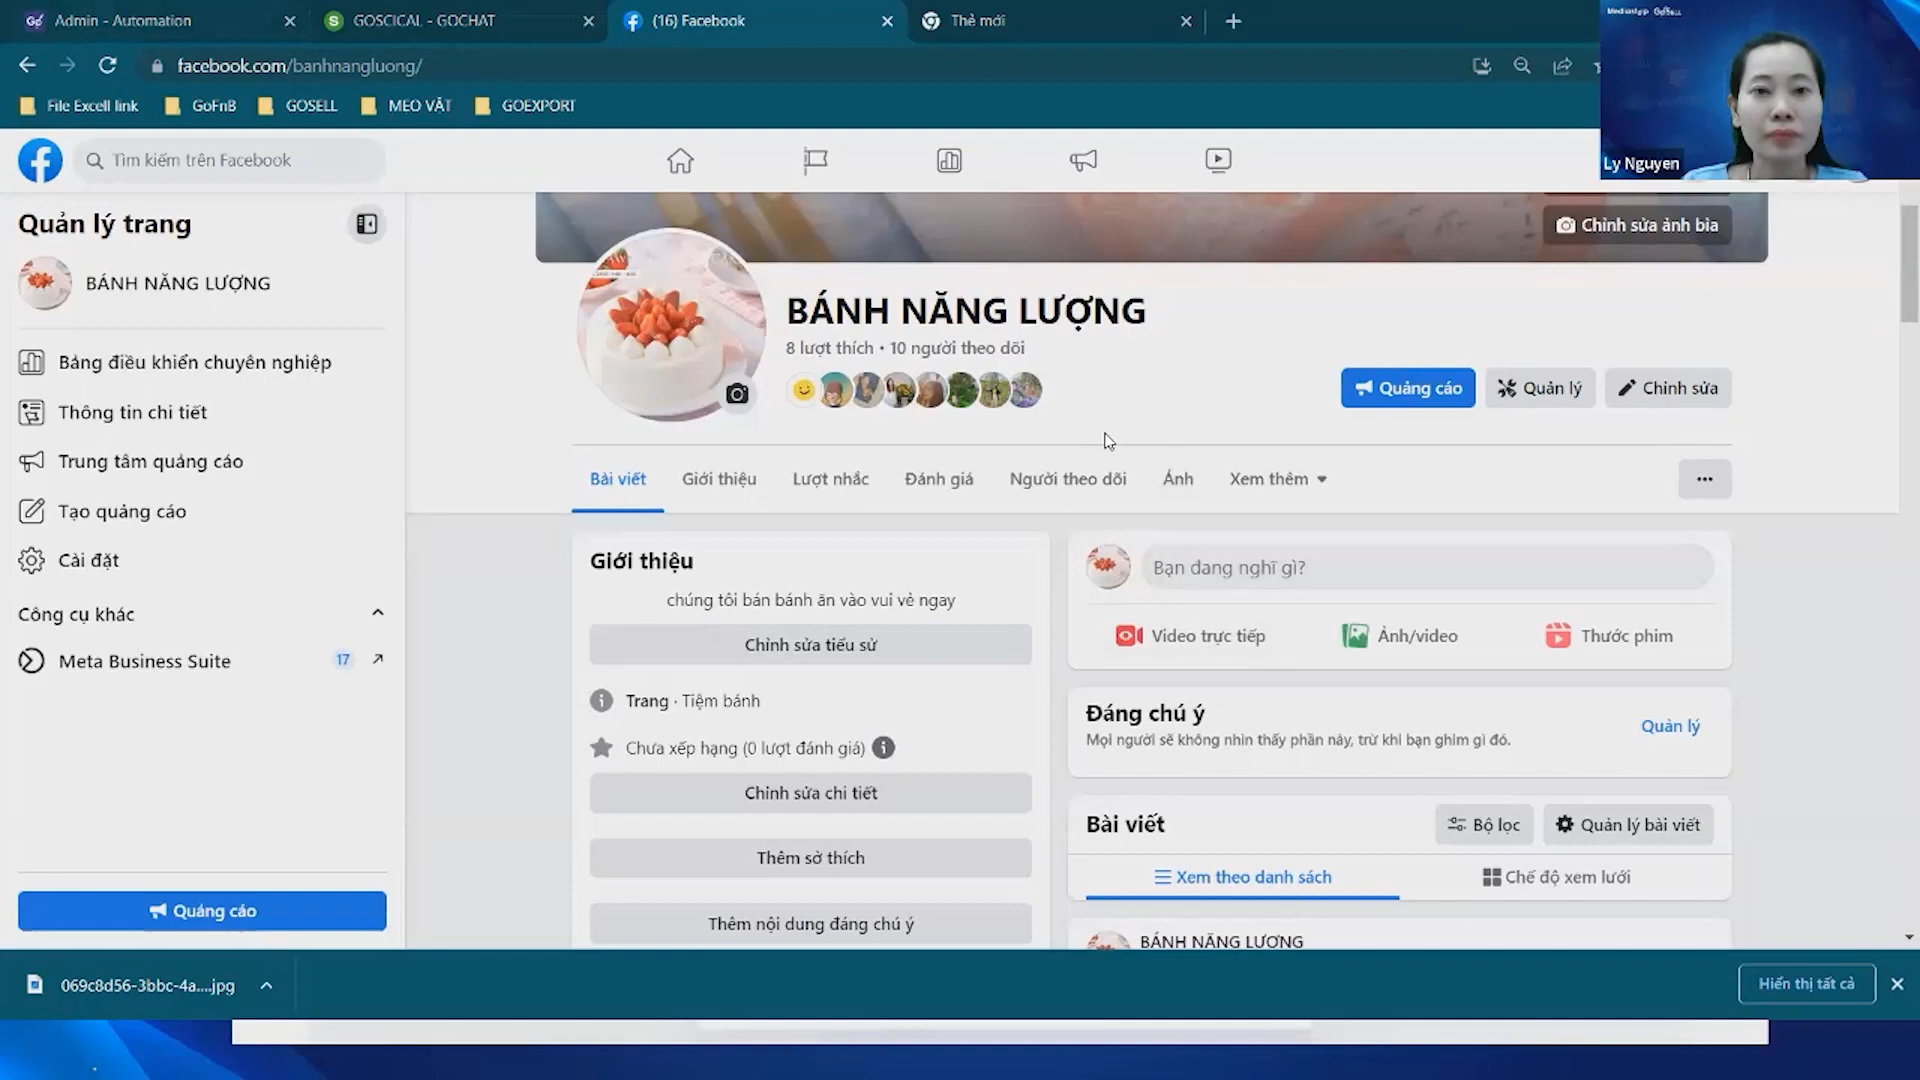 Admin - Automation
GOSCICAL - GOCHAT
(16) Facebook
Thẻ mới
facebook.com/banhnangluong/
File Excell link
GoFnB
GOSELL
MẸO VẶT
GOEXPORT
Ly Nguyen
Tìm kiếm trên Facebook
Quản lý trang
BÁNH NĂNG LƯỢNG
Bảng điều khiển chuyên nghiệp
Thông tin chi tiết
Trung tâm quảng cáo
Tạo quảng cáo
Cài đặt
Công cụ khác
Meta Business Suite
17
Quảng cáo
Chỉnh sửa ảnh bìa
BÁNH NĂNG LƯỢNG
8 lượt thích • 10 người theo dõi
Quảng cáo
Quản lý
Chỉnh sửa
Bài viết
Giới thiệu
Lượt nhắc
Đánh giá
Người theo dõi
Ảnh
Xem thêm
Giới thiệu
chúng tôi bán bánh ăn vào vui vẻ ngay
Chỉnh sửa tiểu sử
Trang · Tiệm bánh
Chưa xếp hạng (0 lượt đánh giá)
Chỉnh sửa chi tiết
Thêm sở thích
Thêm nội dung đáng chú ý
Bạn đang nghĩ gì?
Video trực tiếp
Ảnh/video
Thước phim
Đáng chú ý
Quản lý
Mọi người sẽ không nhìn thấy phần này, trừ khi bạn ghim gì đó.
Bài viết
Bộ lọc
Quản lý bài viết
Xem theo danh sách
Chế độ xem lưới
BÁNH NĂNG LƯỢNG
069c8d56-3bbc-4a....jpg
Hiển thị tất cả